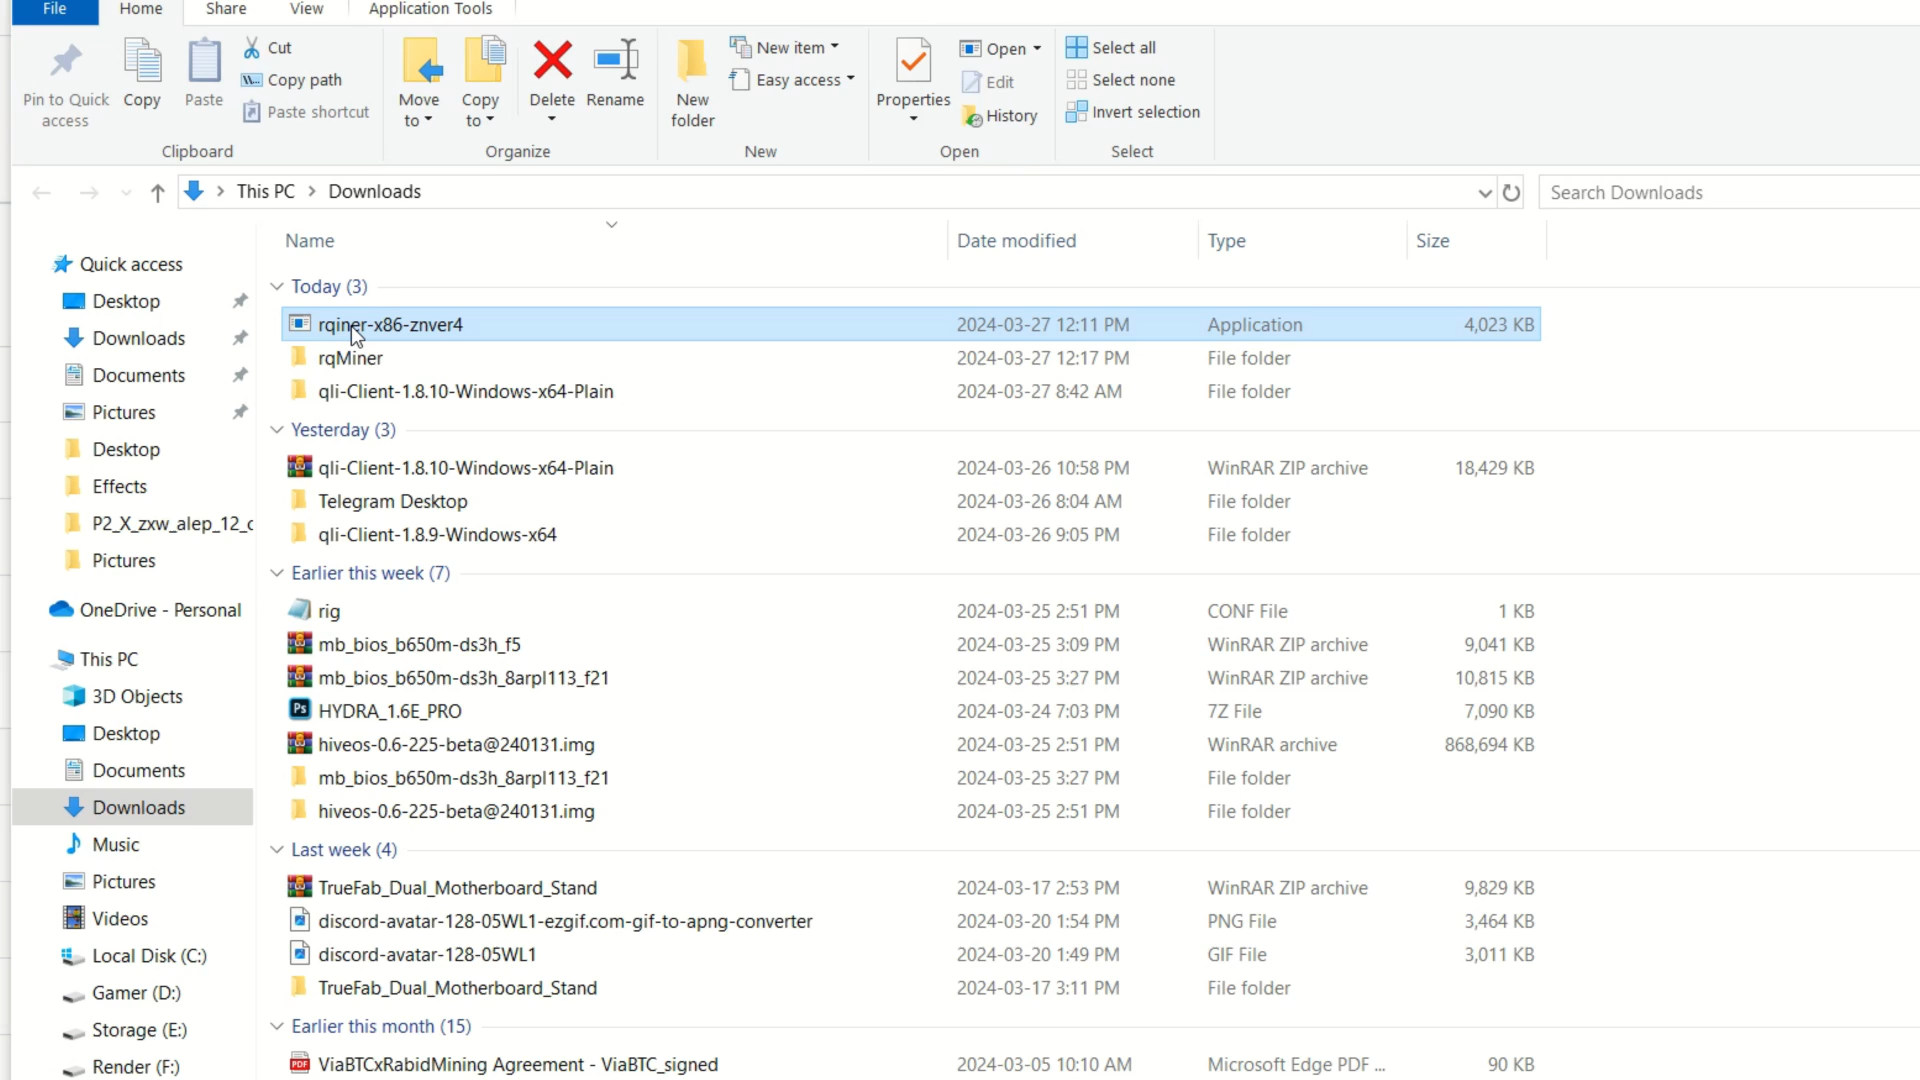 File Home Share View Application Tools
Pin to Quick access
Copy
Paste
Cut
Copy path
Paste shortcut
Clipboard
Move to
Copy to
Delete
Rename
Organize
New folder
New item
Easy access
New
Properties
Open
Edit
History
Open
Select all
Select none
Invert selection
Select
This PC Downloads
Search Downloads
Quick access
Desktop
Downloads
Documents
Pictures
Desktop
Effects
P2_X_zxw_alep_12_c
Pictures
OneDrive - Personal
This PC
3D Objects
Desktop
Documents
Downloads
Music
Pictures
Videos
Local Disk (C:)
Gamer (D:)
Storage (E:)
Render (F:)
Name Date modified Type Size
Today (3)
rqiner-x86-znver4 2024-03-27 12:11 PM Application 4,023 KB
rqMiner 2024-03-27 12:17 PM File folder
qli-Client-1.8.10-Windows-x64-Plain 2024-03-27 8:42 AM File folder
Yesterday (3)
qli-Client-1.8.10-Windows-x64-Plain 2024-03-26 10:58 PM WinRAR ZIP archive 18,429 KB
Telegram Desktop 2024-03-26 8:04 AM File folder
qli-Client-1.8.9-Windows-x64 2024-03-26 9:05 PM File folder
Earlier this week (7)
rig 2024-03-25 2:51 PM CONF File 1 KB
mb_bios_b650m-ds3h_f5 2024-03-25 3:09 PM WinRAR ZIP archive 9,041 KB
mb_bios_b650m-ds3h_8arpl113_f21 2024-03-25 3:27 PM WinRAR ZIP archive 10,815 KB
Ps HYDRA_1.6E_PRO 2024-03-24 7:03 PM 7Z File 7,090 KB
hiveos-0.6-225-beta@240131.img 2024-03-25 2:51 PM WinRAR archive 868,694 KB
mb_bios_b650m-ds3h_8arpl113_f21 2024-03-25 3:27 PM File folder
hiveos-0.6-225-beta@240131.img 2024-03-25 2:51 PM File folder
Last week (4)
TrueFab_Dual_Motherboard_Stand 2024-03-17 2:53 PM WinRAR ZIP archive 9,829 KB
discord-avatar-128-05WL1-ezgif.com-gif-to-apng-converter 2024-03-20 1:54 PM PNG File 3,464 KB
discord-avatar-128-05WL1 2024-03-20 1:49 PM GIF File 3,011 KB
TrueFab_Dual_Motherboard_Stand 2024-03-17 3:11 PM File folder
Earlier this month (15)
PDF ViaBTCxRabidMining Agreement - ViaBTC_signed 2024-03-05 10:10 AM Microsoft Edge PDF ... 90 KB